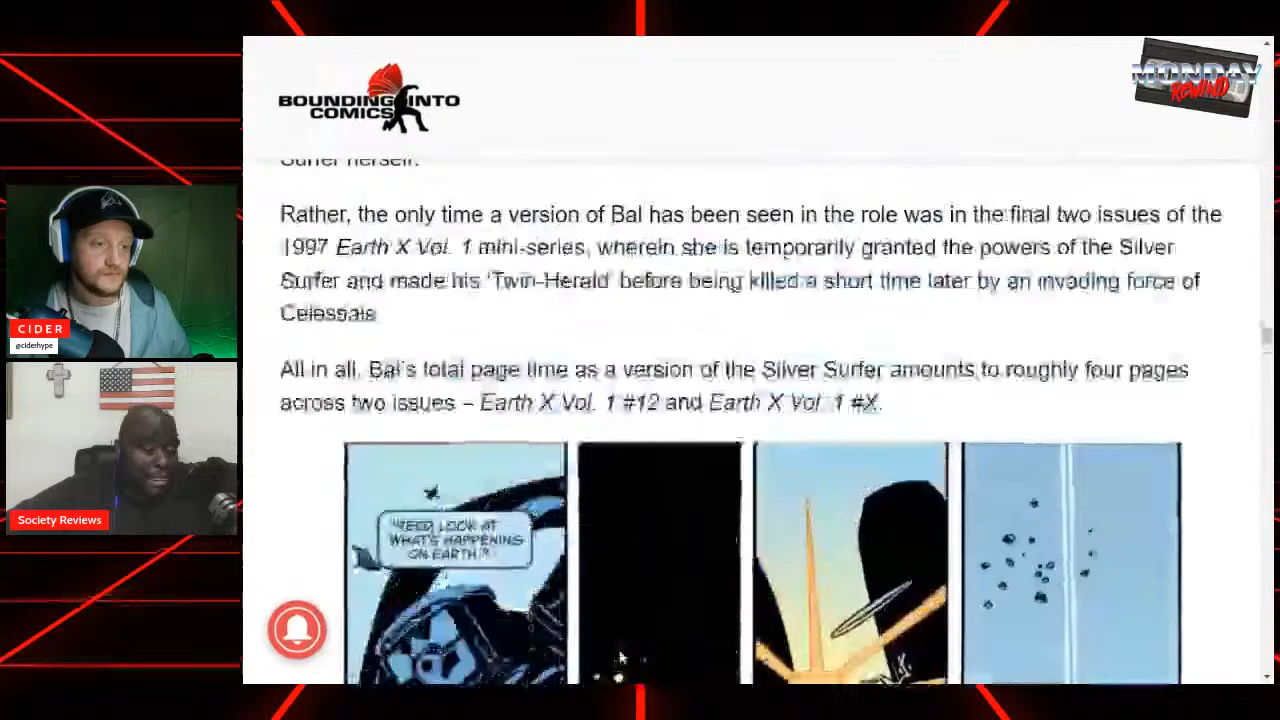 MONDAY
REWIND
BOUNDING INTO
COMICS
Surfer herself.
Rather, the only time a version of Bal has been seen in the role was in the final two issues of the
1997 Earth X Vol. 1 mini-series, wherein she is temporarily granted the powers of the Silver
Surfer and made his 'Twin-Herald' before being killed a short time later by an invading force of
Celestials
All in all, Bal's total page time as a version of the Silver Surfer amounts to roughly four pages
across two issues – Earth X Vol. 1 #12 and Earth X Vol. 1 #X.
LOOK AT
WHAT'S HAPPENING
ON EARTH?
CIDER
@ciderhype
Society Reviews